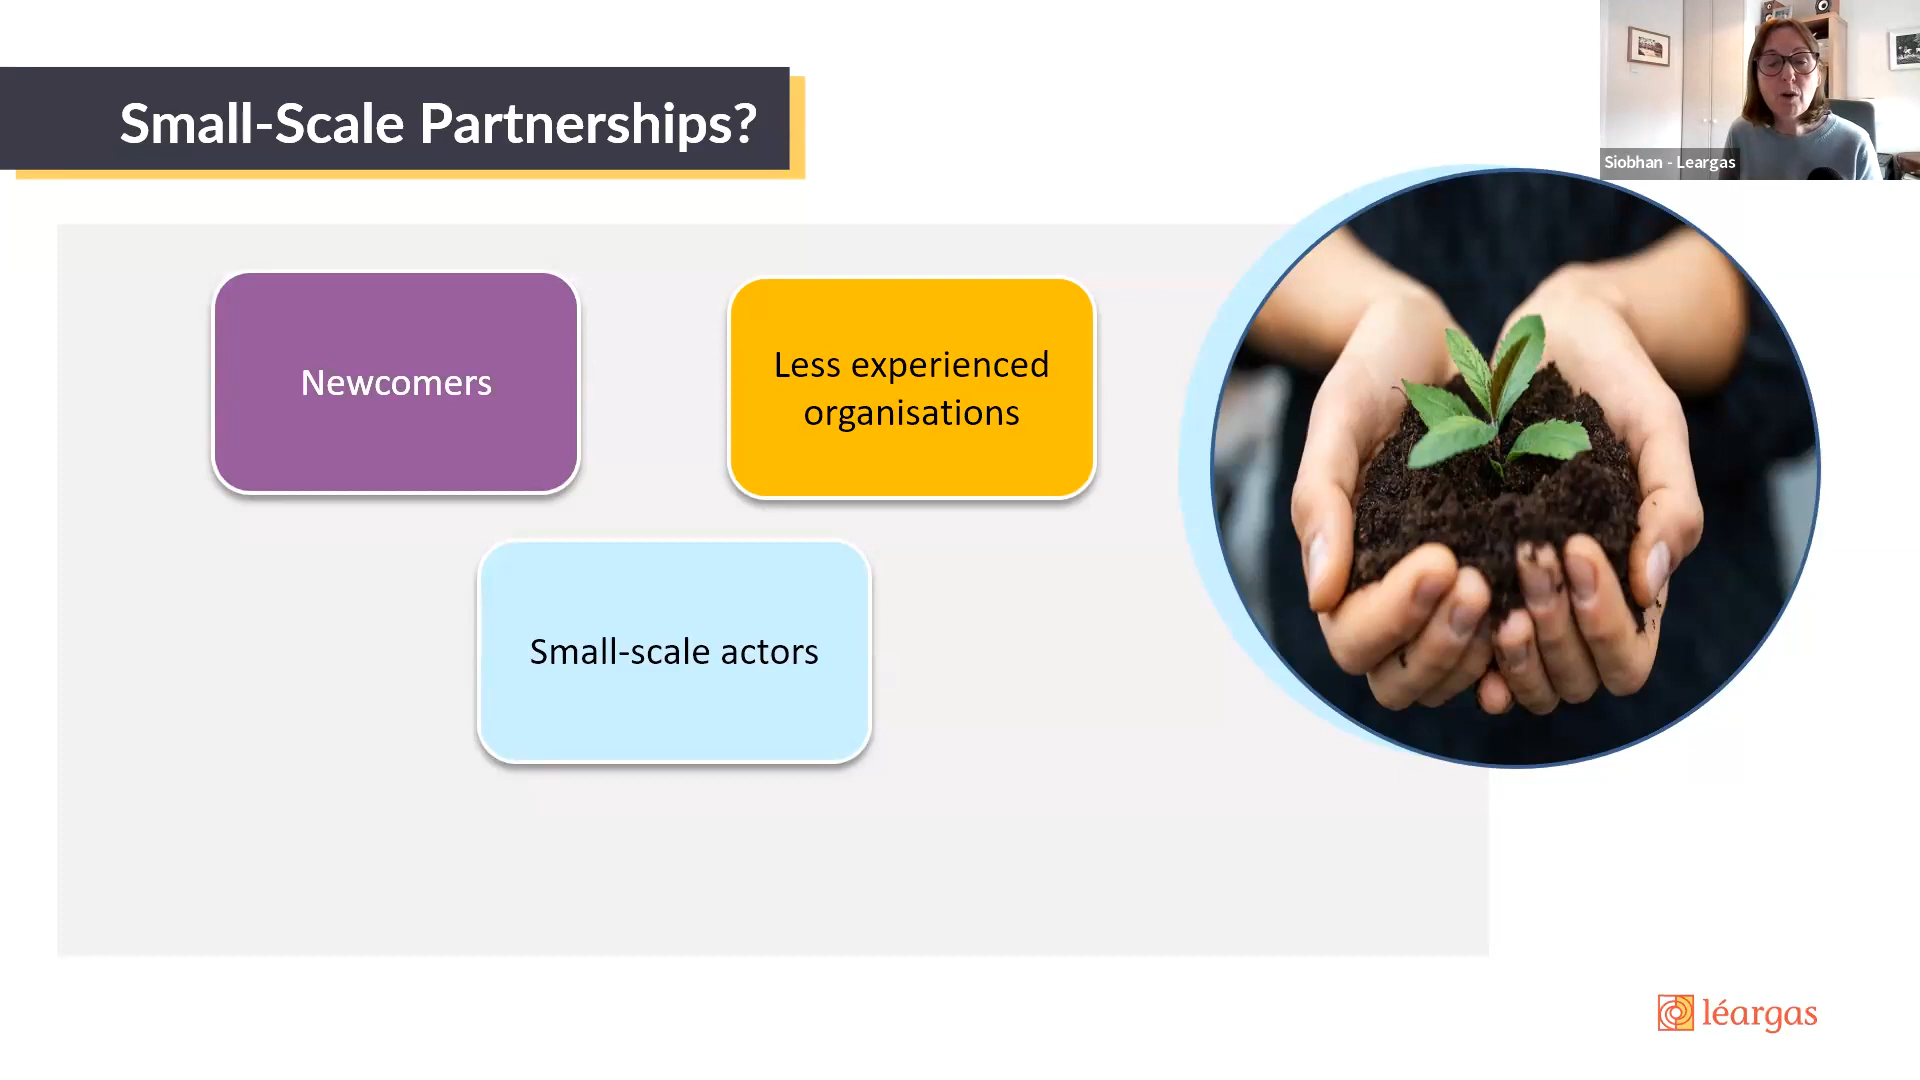 Small-Scale Partnerships?
Siobhan - Leargas
Newcomers
Less experienced
organisations
Small-scale actors
léargas